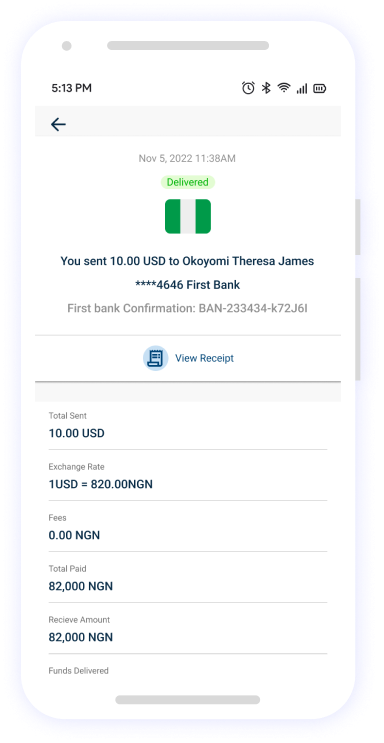 5:13 PM
Nov 5, 2022 11:38AM
Delivered
You sent 10.00 USD to Okoyomi Theresa James
****4646 First Bank
First bank Confirmation: BAN-233434-k72J6I
View Receipt
Total Sent
10.00 USD
Exchange Rate
1USD = 820.00NGN
Fees
0.00 NGN
Total Paid
82,000 NGN
Recieve Amount
82,000 NGN
Funds Delivered